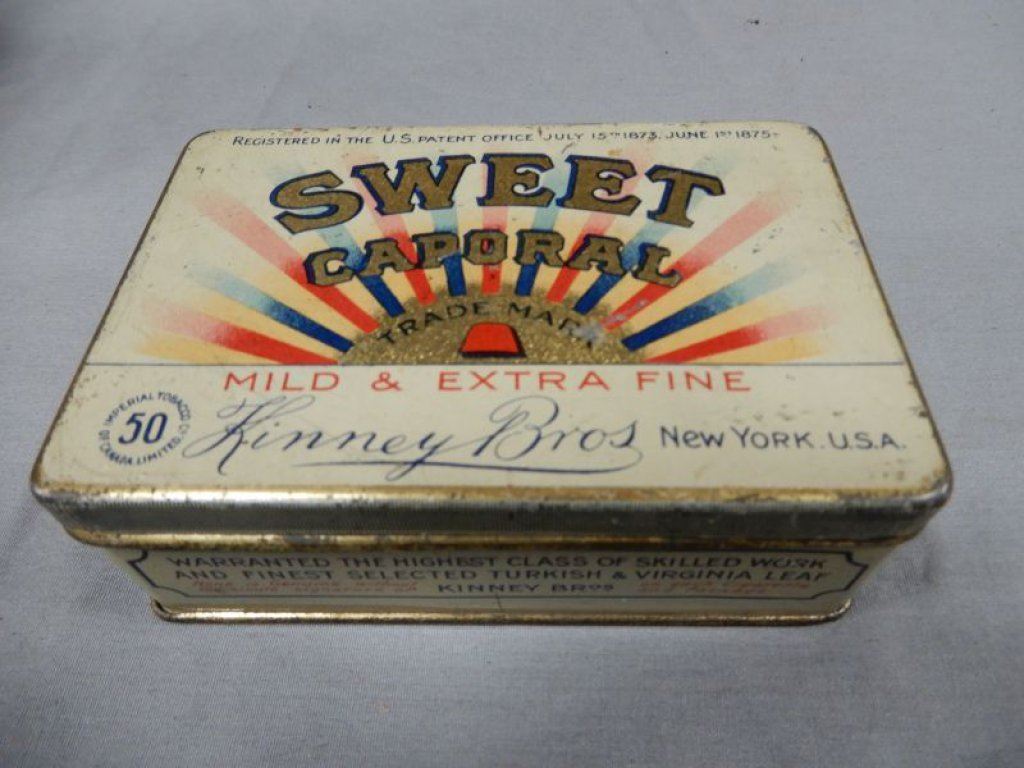 REGISTERED IN THE U.S. PATENT OFFICE JULY 15TH 1873, JUNE 1ST 1875-
SWEET
CAPORAL
TRADE MARK
MILD & EXTRA FINE
IMPERIAL TOBACCO CO.
50
OF CANADA LIMITED
Kinney Bros NEW YORK. U.S.A.
WARRANTED THE HIGHEST CLASS OF SKILLED WORK
AND FINEST SELECTED TURKISH & VIRGINIA LEAF
KINNEY BROS